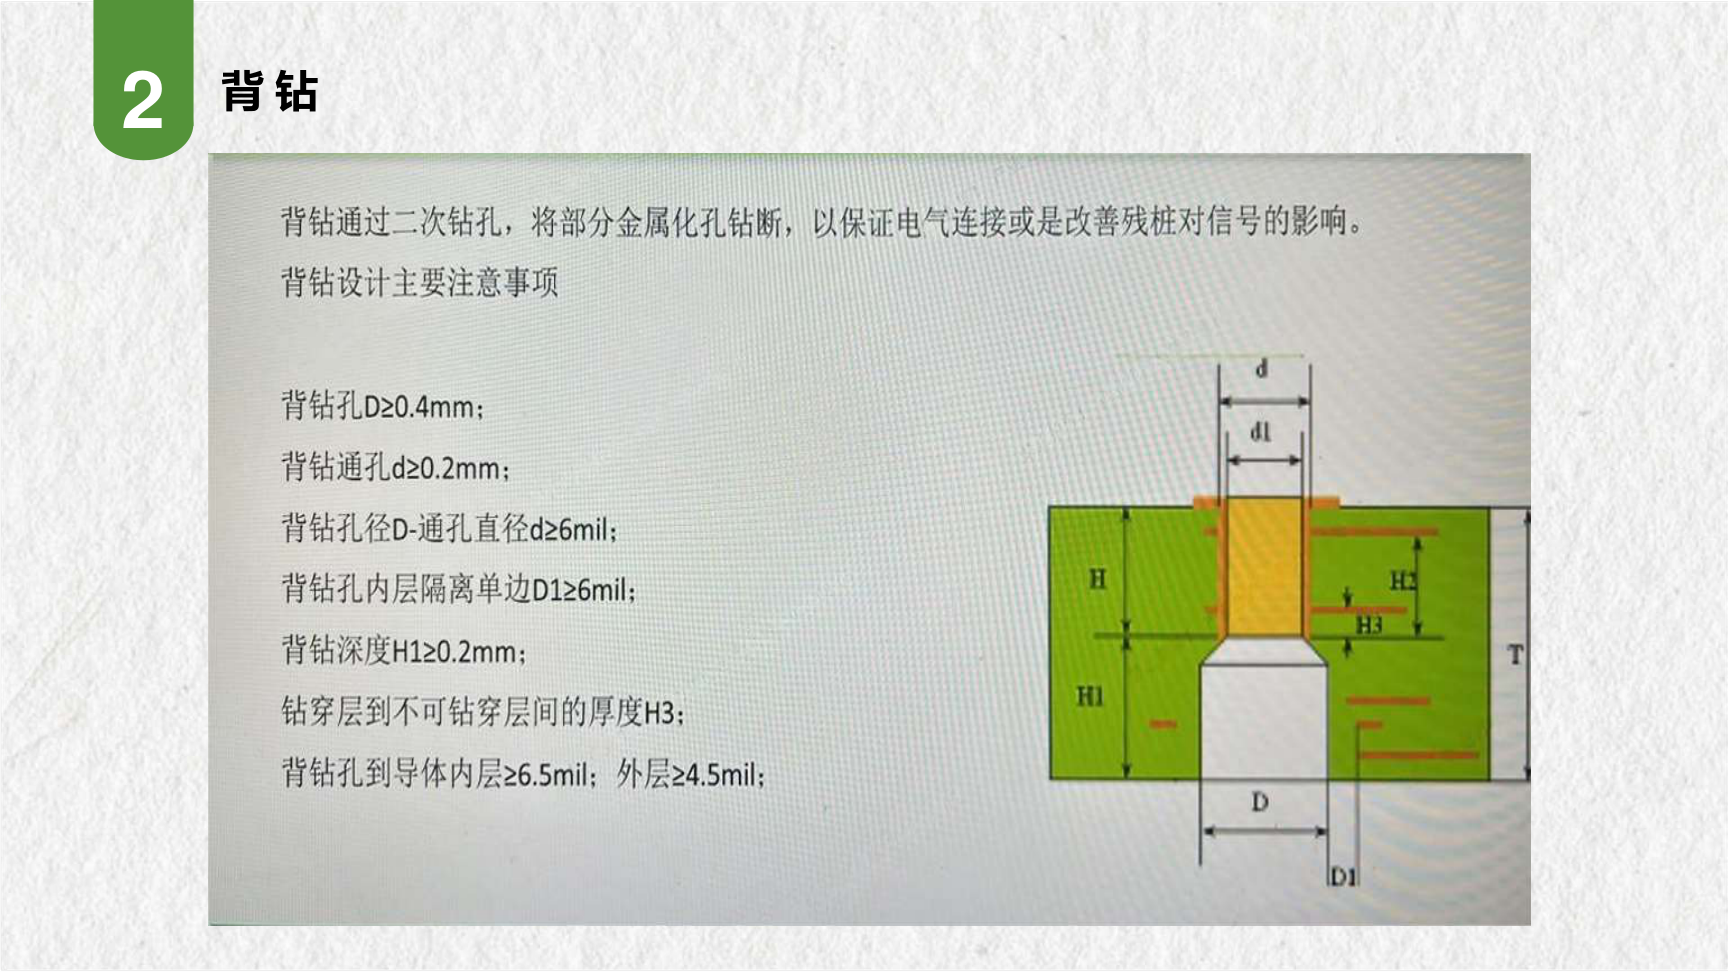 2
背钻
背钻通过二次钻孔，将部分金属化孔钻断，以保证电气连接或是改善残桩对信号的影响。
背钻设计主要注意事项
背钻孔D≥0.4mm；
背钻通孔d≥0.2mm；
背钻孔径D-通孔直径d≥6mil；
背钻孔内层隔离单边D1≥6mil；
背钻深度H1≥0.2mm；
钻穿层到不可钻穿层间的厚度H3；
背钻孔到导体内层≥6.5mil；外层≥4.5mil；
d
d1
H
H2
H3
T
H1
D
D1